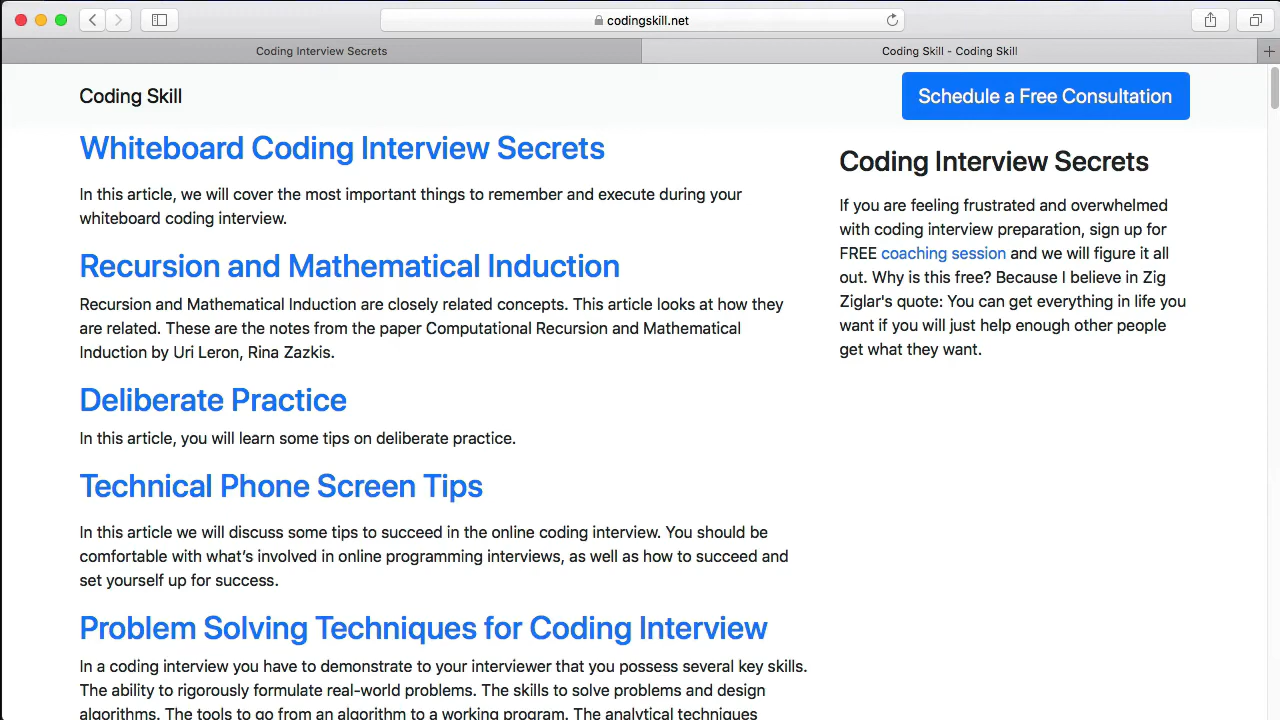 codingskill.net
Coding Interview Secrets
Coding Skill - Coding Skill
Coding Skill
Schedule a Free Consultation
Whiteboard Coding Interview Secrets
In this article, we will cover the most important things to remember and execute during your
whiteboard coding interview.
Recursion and Mathematical Induction
Recursion and Mathematical Induction are closely related concepts. This article looks at how they
are related. These are the notes from the paper Computational Recursion and Mathematical
Induction by Uri Leron, Rina Zazkis.
Deliberate Practice
In this article, you will learn some tips on deliberate practice.
Technical Phone Screen Tips
In this article we will discuss some tips to succeed in the online coding interview. You should be
comfortable with what’s involved in online programming interviews, as well as how to succeed and
set yourself up for success.
Problem Solving Techniques for Coding Interview
In a coding interview you have to demonstrate to your interviewer that you possess several key skills.
The ability to rigorously formulate real-world problems. The skills to solve problems and design
algorithms. The tools to go from an algorithm to a working program. The analytical techniques
Coding Interview Secrets
If you are feeling frustrated and overwhelmed
with coding interview preparation, sign up for
FREE coaching session and we will figure it all
out. Why is this free? Because I believe in Zig
Ziglar's quote: You can get everything in life you
want if you will just help enough other people
get what they want.